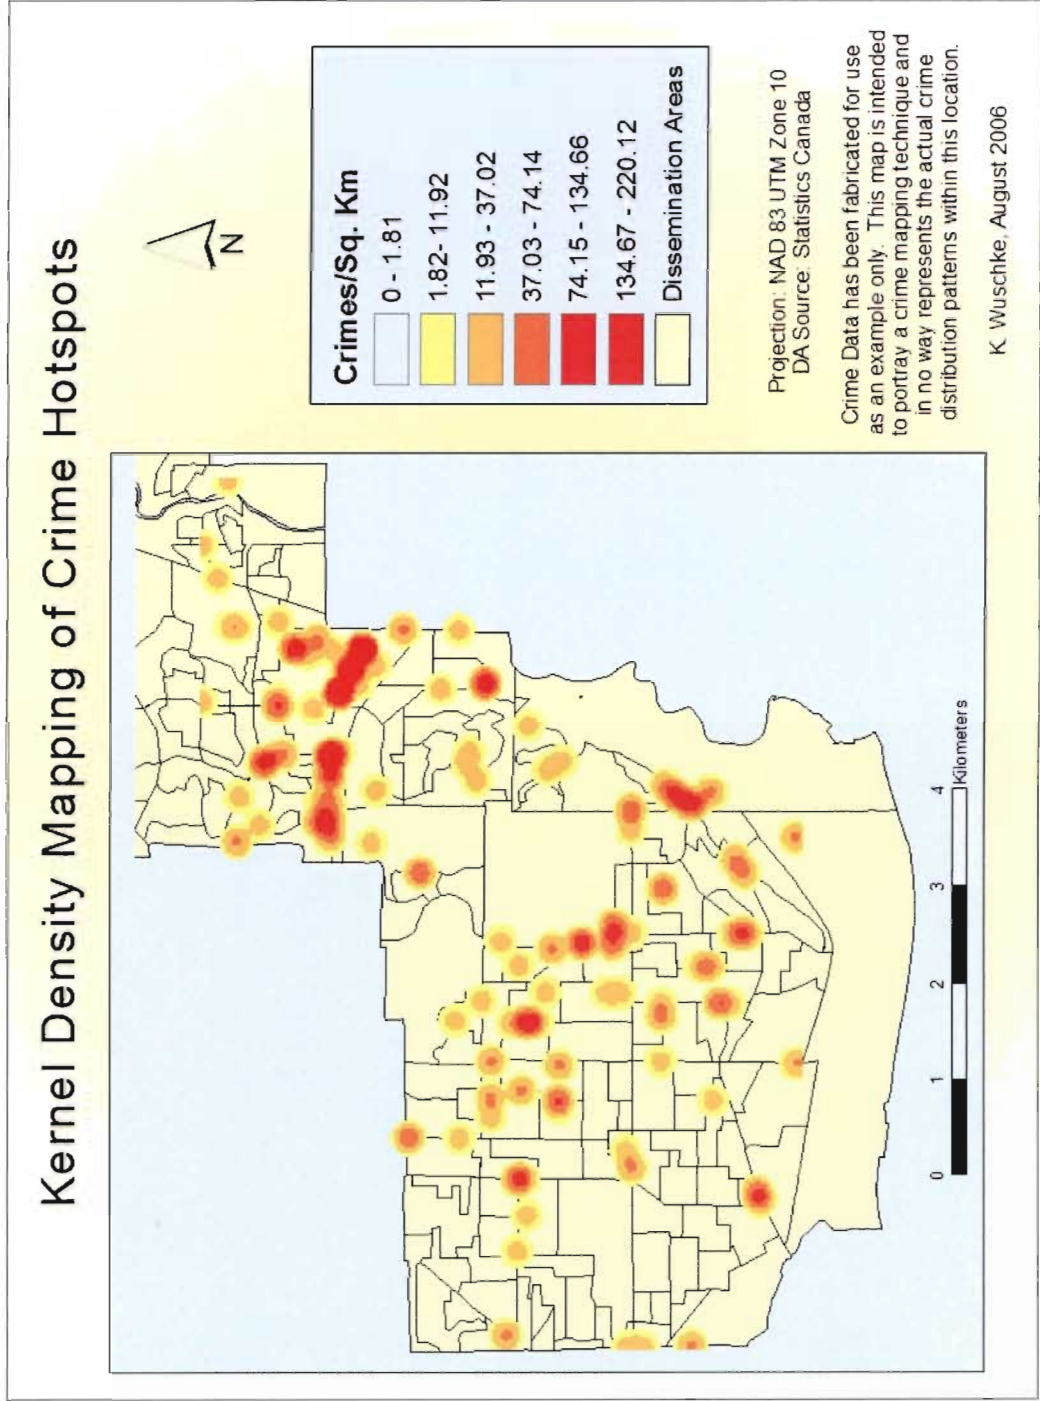 Kernel Density Mapping of Crime Hotspots
N
Crimes/Sq. Km
0 - 1.81
1.82- 11.92
11.93 - 37.02
37.03 - 74.14
74.15 - 134.66
134.67 - 220.12
Dissemination Areas
Projection: NAD 83 UTM Zone 10
DA Source: Statistics Canada
Crime Data has been fabricated for use
as an example only. This map is intended
to portray a crime mapping technique and
in no way represents the actual crime
distribution patterns within this location.
K. Wuschke, August 2006
0 1 2 3 4
Kilometers